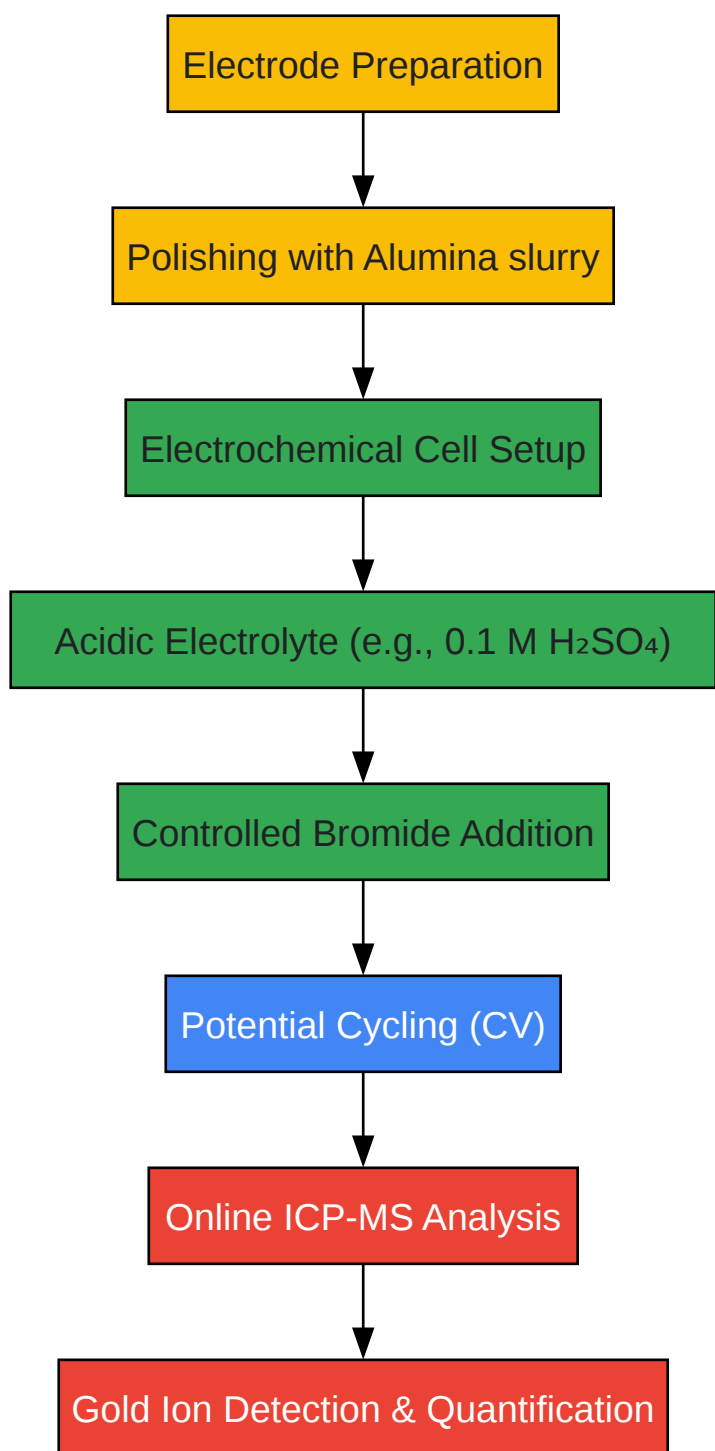 Electrode Preparation
Polishing with Alumina slurry
Electrochemical Cell Setup
Acidic Electrolyte (e.g., 0.1 M H₂SO₄)
Controlled Bromide Addition
Potential Cycling (CV)
Online ICP-MS Analysis
Gold Ion Detection & Quantification